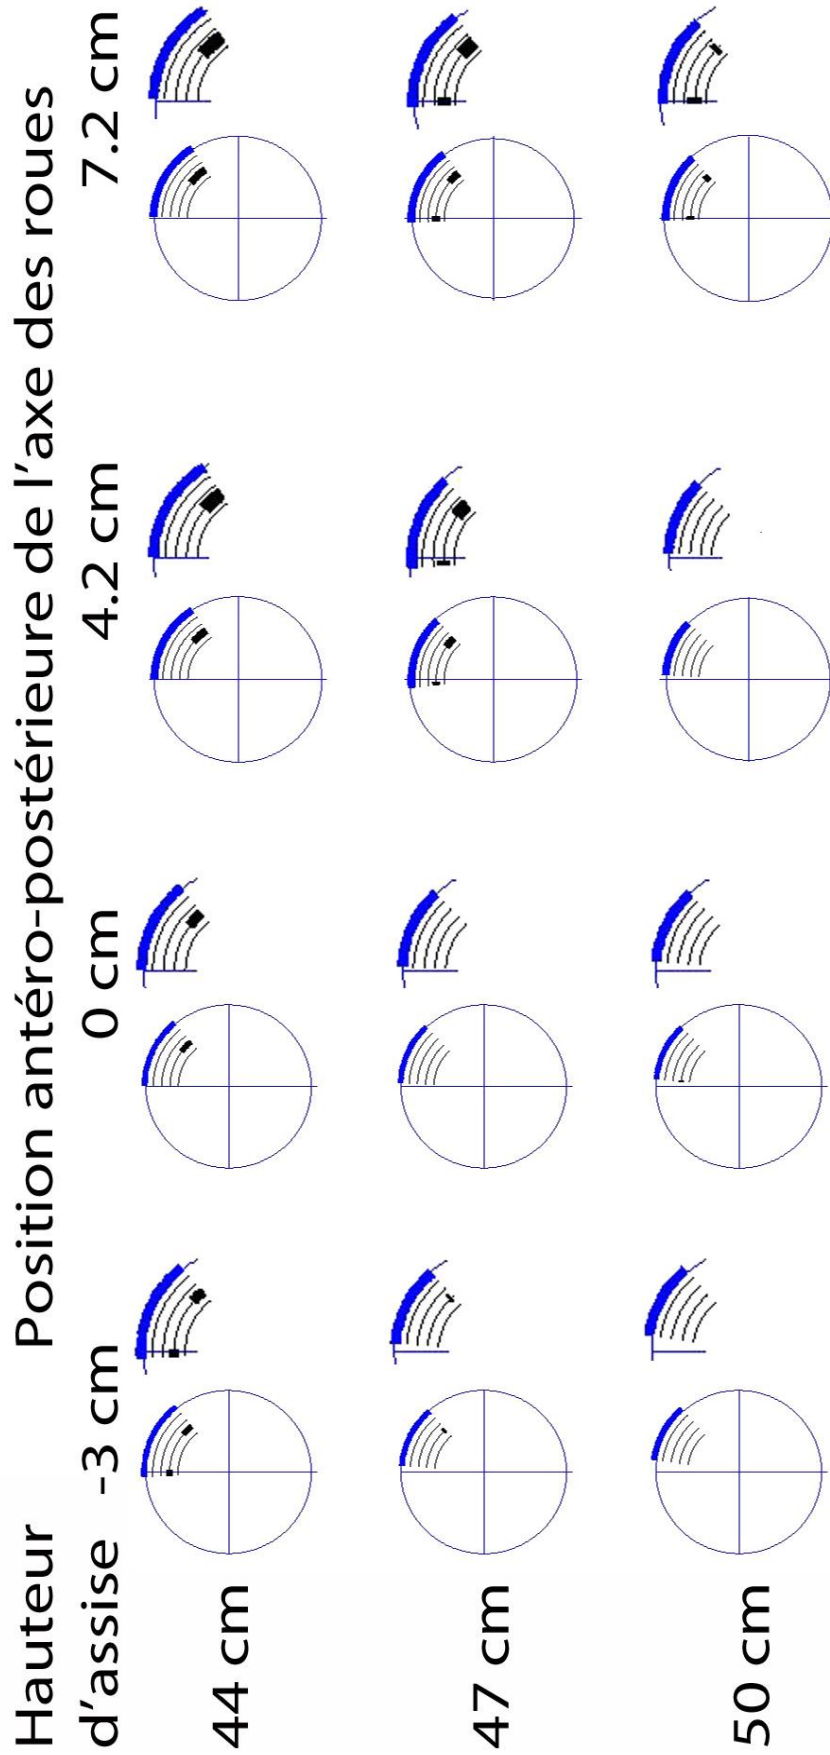 Position antéro-postérieure de l'axe des roues
Hauteur
d'assise
-3 cm
0 cm
4.2 cm
7.2 cm
44 cm
47 cm
50 cm